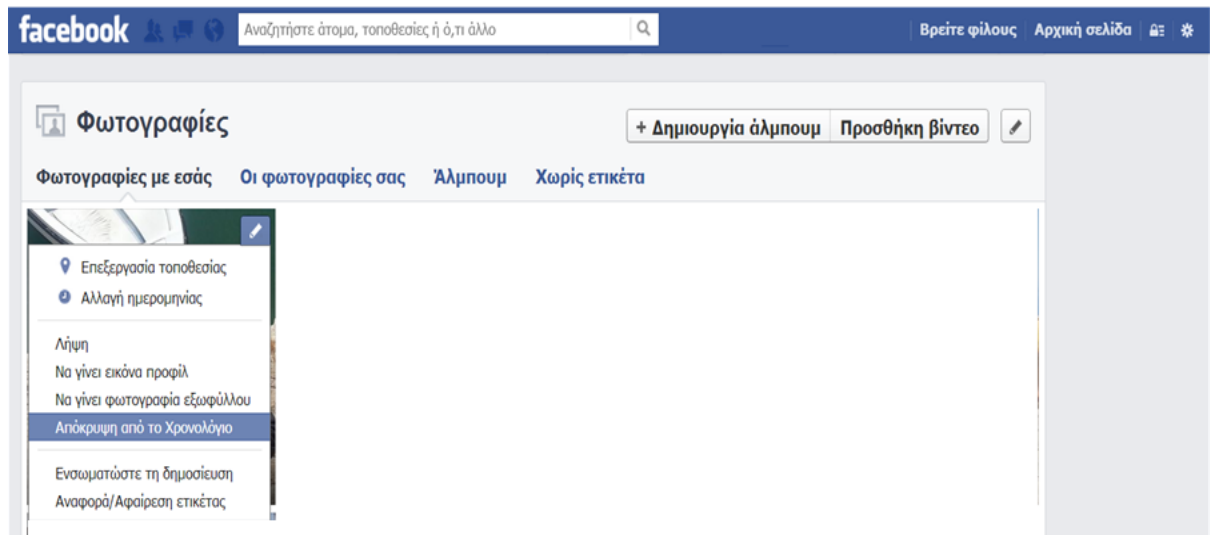 facebook Αναζητήστε άτομα, τοποθεσίες ή ό,τι άλλο Βρείτε φίλους Αρχική σελίδα
Φωτογραφίες + Δημιουργία άλμπουμ Προσθήκη βίντεο
Φωτογραφίες με εσάς Οι φωτογραφίες σας Άλμπουμ Χωρίς ετικέτα
Επεξεργασία τοποθεσίας
Αλλαγή ημερομηνίας
Λήψη
Να γίνει εικόνα προφίλ
Να γίνει φωτογραφία εξωφύλλου
Απόκρυψη από το Χρονολόγιο
Ενσωματώστε τη δημοσίευση
Αναφορά/Αφαίρεση ετικέτας